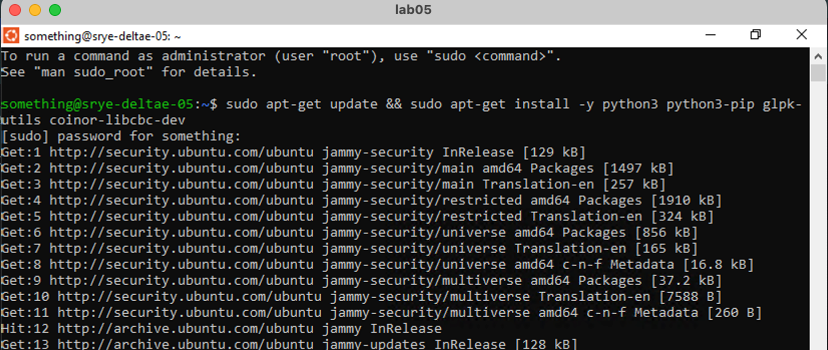 lab05
something@srye-deltae-05: ~
To run a command as administrator (user "root"), use "sudo <command>".
See "man sudo_root" for details.
something@srye-deltae-05:~$ sudo apt-get update && sudo apt-get install -y python3 python3-pip glpk-
utils coinor-libcbc-dev
[sudo] password for something:
Get:1 http://security.ubuntu.com/ubuntu jammy-security InRelease [129 kB]
Get:2 http://security.ubuntu.com/ubuntu jammy-security/main amd64 Packages [1497 kB]
Get:3 http://security.ubuntu.com/ubuntu jammy-security/main Translation-en [257 kB]
Get:4 http://security.ubuntu.com/ubuntu jammy-security/restricted amd64 Packages [1910 kB]
Get:5 http://security.ubuntu.com/ubuntu jammy-security/restricted Translation-en [324 kB]
Get:6 http://security.ubuntu.com/ubuntu jammy-security/universe amd64 Packages [856 kB]
Get:7 http://security.ubuntu.com/ubuntu jammy-security/universe Translation-en [165 kB]
Get:8 http://security.ubuntu.com/ubuntu jammy-security/universe amd64 c-n-f Metadata [16.8 kB]
Get:9 http://security.ubuntu.com/ubuntu jammy-security/multiverse amd64 Packages [37.2 kB]
Get:10 http://security.ubuntu.com/ubuntu jammy-security/multiverse Translation-en [7588 B]
Get:11 http://security.ubuntu.com/ubuntu jammy-security/multiverse amd64 c-n-f Metadata [260 B]
Hit:12 http://archive.ubuntu.com/ubuntu jammy InRelease
Get:13 http://archive.ubuntu.com/ubuntu jammy-updates InRelease [128 kB]